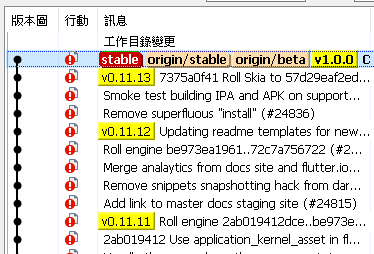 版本圖 行動 訊息
工作目錄變更
stable origin/stable origin/beta v1.0.0 C
v0.11.13 7375a0f41 Roll Skia to 57d29eaf2ed...
Smoke test building IPA and APK on support...
Remove superfluous "install" (#24836)
v0.11.12 Updating readme templates for new...
Roll engine be973ea1961..72c7a756722 (#2...
Merge analaytics from docs site and flutter.io...
Remove snippets snapshotting hack from dar...
Add link to master docs staging site (#24815)
v0.11.11 Roll engine 2ab019412dce..be973e...
2ab019412 Use application_kernel_asset in fl...